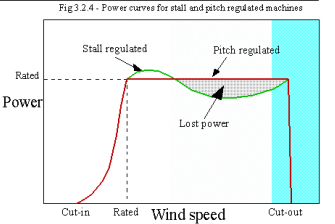 Fig 3.2.4 - Power curves for stall and pitch regulated machines
Stall regulated
Pitch regulated
Rated
Power
Lost power
Cut-in
Rated
Wind speed
Cut-out